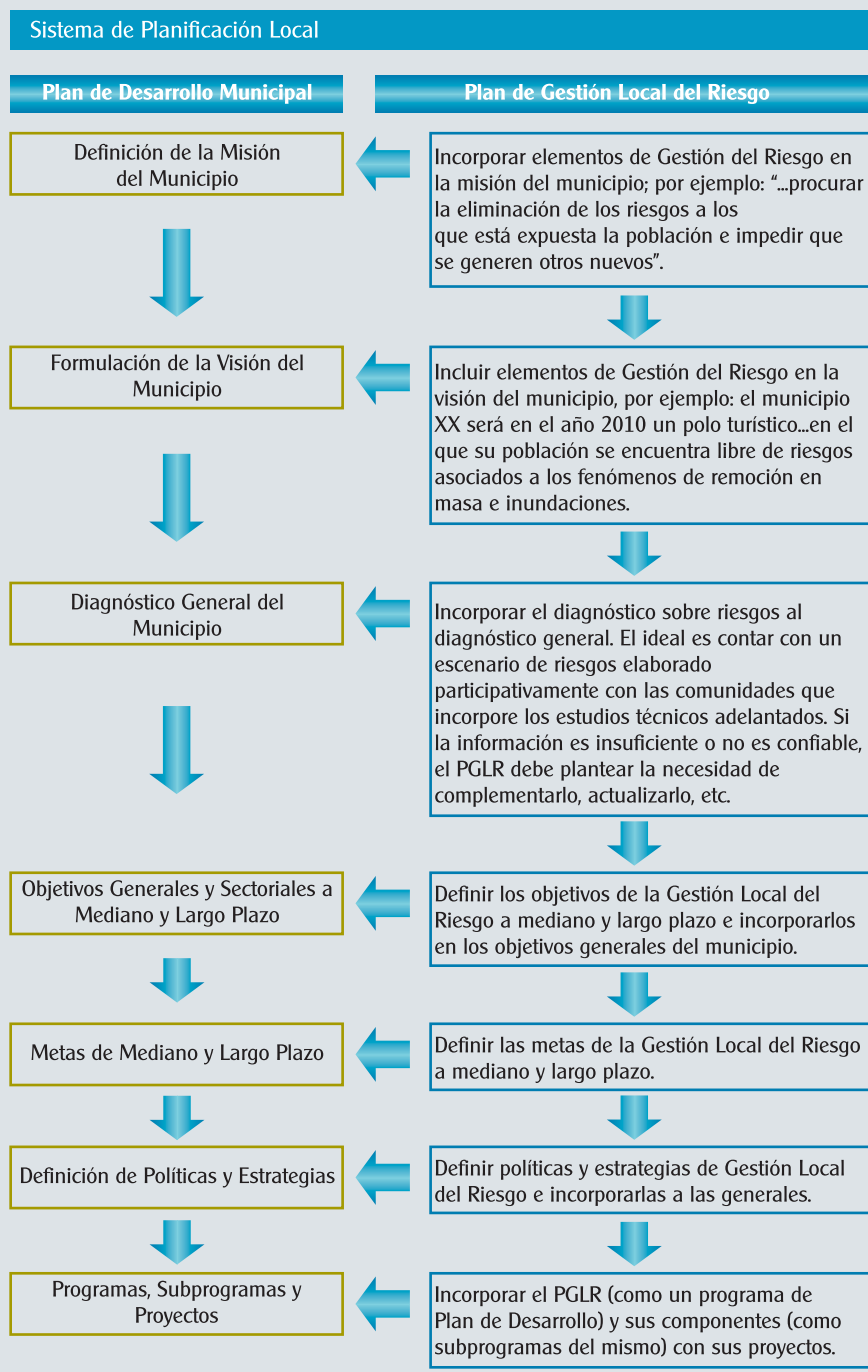 Sistema de Planificación Local
Plan de Desarrollo Municipal
Plan de Gestión Local del Riesgo
Definición de la Misión
del Municipio
Incorporar elementos de Gestión del Riesgo en
la misión del municipio; por ejemplo: “...procurar
la eliminación de los riesgos a los
que está expuesta la población e impedir que
se generen otros nuevos”.
Formulación de la Visión del
Municipio
Incluir elementos de Gestión del Riesgo en la
visión del municipio, por ejemplo: el municipio
XX será en el año 2010 un polo turístico...en el
que su población se encuentra libre de riesgos
asociados a los fenómenos de remoción en
masa e inundaciones.
Diagnóstico General del
Municipio
Incorporar el diagnóstico sobre riesgos al
diagnóstico general. El ideal es contar con un
escenario de riesgos elaborado
participativamente con las comunidades que
incorpore los estudios técnicos adelantados. Si
la información es insuficiente o no es confiable,
el PGLR debe plantear la necesidad de
complementarlo, actualizarlo, etc.
Objetivos Generales y Sectoriales a
Mediano y Largo Plazo
Definir los objetivos de la Gestión Local del
Riesgo a mediano y largo plazo e incorporarlos
en los objetivos generales del municipio.
Metas de Mediano y Largo Plazo
Definir las metas de la Gestión Local del Riesgo
a mediano y largo plazo.
Definición de Políticas y Estrategias
Definir políticas y estrategias de Gestión Local
del Riesgo e incorporarlas a las generales.
Programas, Subprogramas y
Proyectos
Incorporar el PGLR (como un programa de
Plan de Desarrollo) y sus componentes (como
subprogramas del mismo) con sus proyectos.